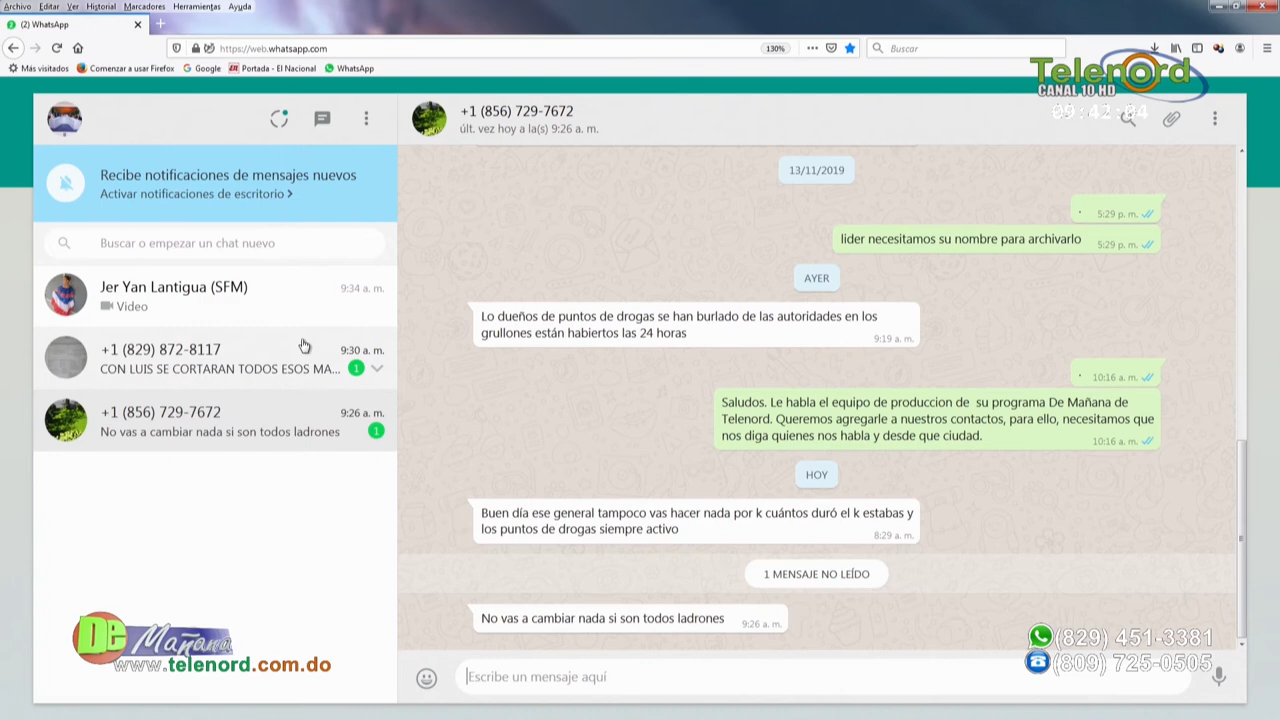 Archivo Editar Ver Historial Marcadores Herramientas Ayuda
(2) WhatsApp
https://web.whatsapp.com
130%
Buscar
Más visitados Comenzar a usar Firefox Google Portada - El Nacional WhatsApp
Telenord
CANAL 10 HD
09:42:04
+1 (856) 729-7672
últ. vez hoy a la(s) 9:26 a. m.
Recibe notificaciones de mensajes nuevos
Activar notificaciones de escritorio >
Buscar o empezar un chat nuevo
Jer Yan Lantigua (SFM)
9:34 a. m.
Video
+1 (829) 872-8117
9:30 a. m.
CON LUIS SE CORTARAN TODOS ESOS MA...
1
+1 (856) 729-7672
9:26 a. m.
No vas a cambiar nada si son todos ladrones
1
13/11/2019
. 5:29 p. m.
lider necesitamos su nombre para archivarlo 5:29 p. m.
AYER
Lo dueños de puntos de drogas se han burlado de las autoridades en los
grullones están habiertos las 24 horas
9:19 a. m.
. 10:16 a. m.
Saludos. Le habla el equipo de produccion de su programa De Mañana de
Telenord. Queremos agregarle a nuestros contactos, para ello, necesitamos que
nos diga quienes nos habla y desde que ciudad.
10:16 a. m.
HOY
Buen día ese general tampoco vas hacer nada por k cuántos duró el k estabas y
los puntos de drogas siempre activo
8:29 a. m.
1 MENSAJE NO LEÍDO
No vas a cambiar nada si son todos ladrones 9:26 a. m.
Escribe un mensaje aquí
De Mañana
www.telenord.com.do
(829) 451-3381
(809) 725-0505